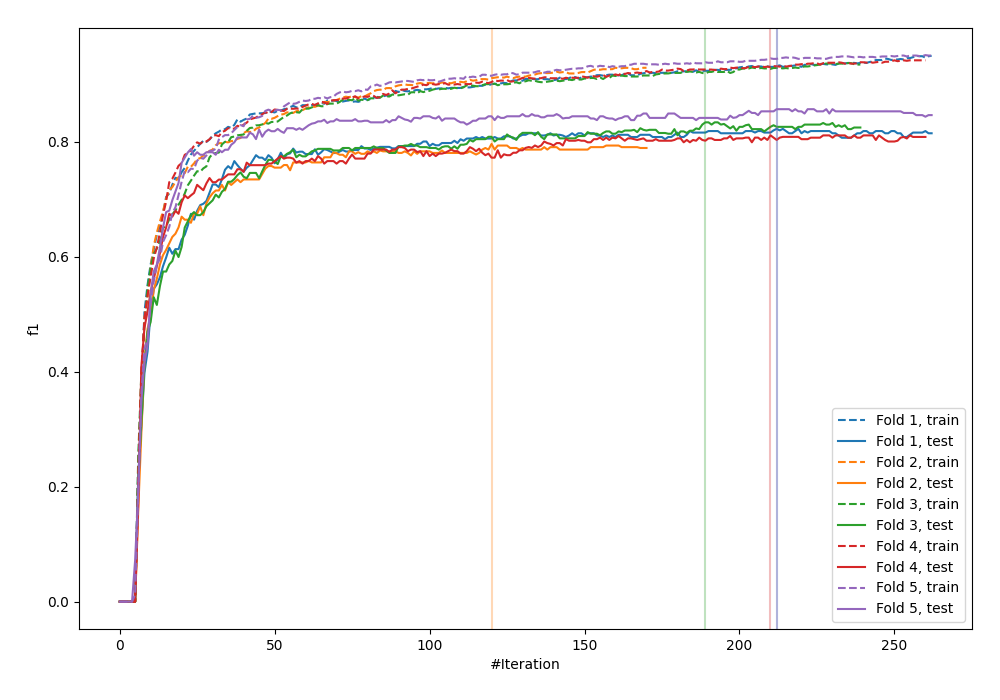 0.8
0.6
0.4
0.2
0.0
f1
0
50
100
150
200
250
#Iteration
Fold 1, train
Fold 1, test
Fold 2, train
Fold 2, test
Fold 3, train
Fold 3, test
Fold 4, train
Fold 4, test
Fold 5, train
Fold 5, test